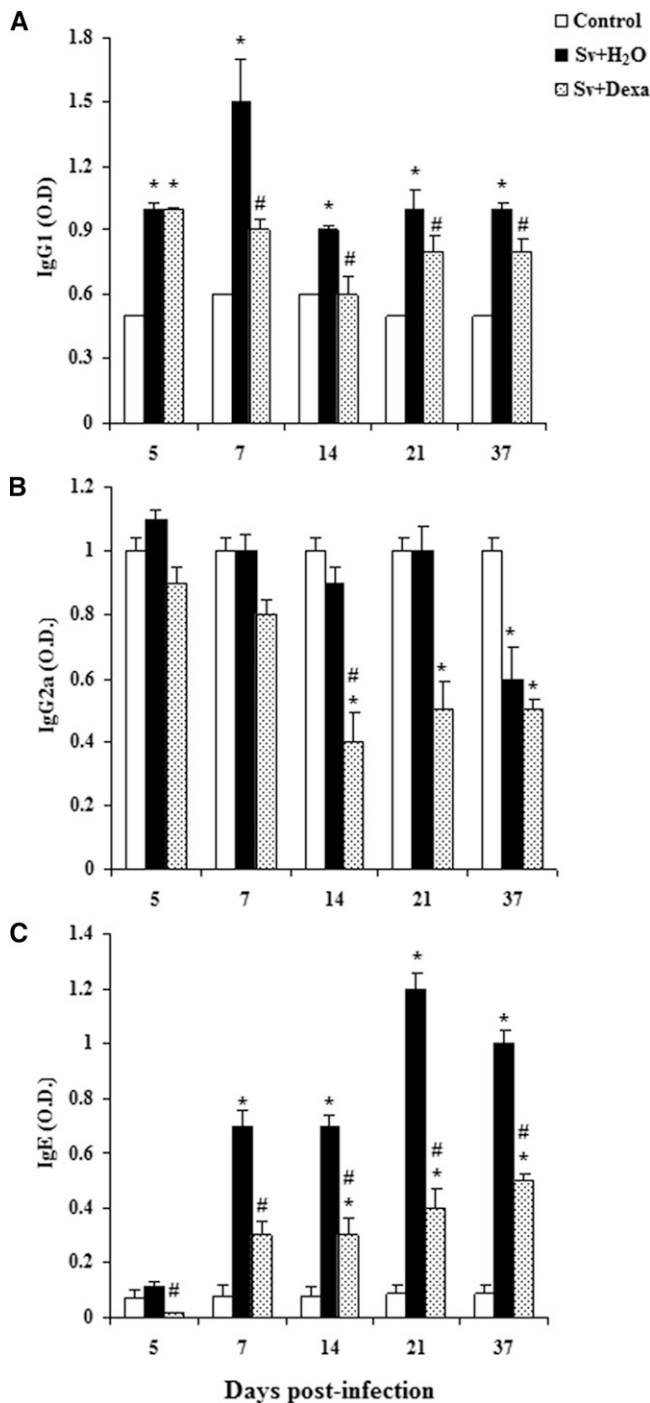 A
Control
Sv+H₂O
Sv+Dexa
IgG1 (O.D)
1.8
1.5
1.2
0.9
0.6
0.3
0
* * * # * # * # * #
5 7 14 21 37
B
IgG2a (O.D.)
1.2
1
0.8
0.6
0.4
0.2
0
# * * * *
5 7 14 21 37
C
IgE (O.D.)
1.4
1.2
1
0.8
0.6
0.4
0.2
0
# * # * # * * # * * # *
5 7 14 21 37
Days post-infection